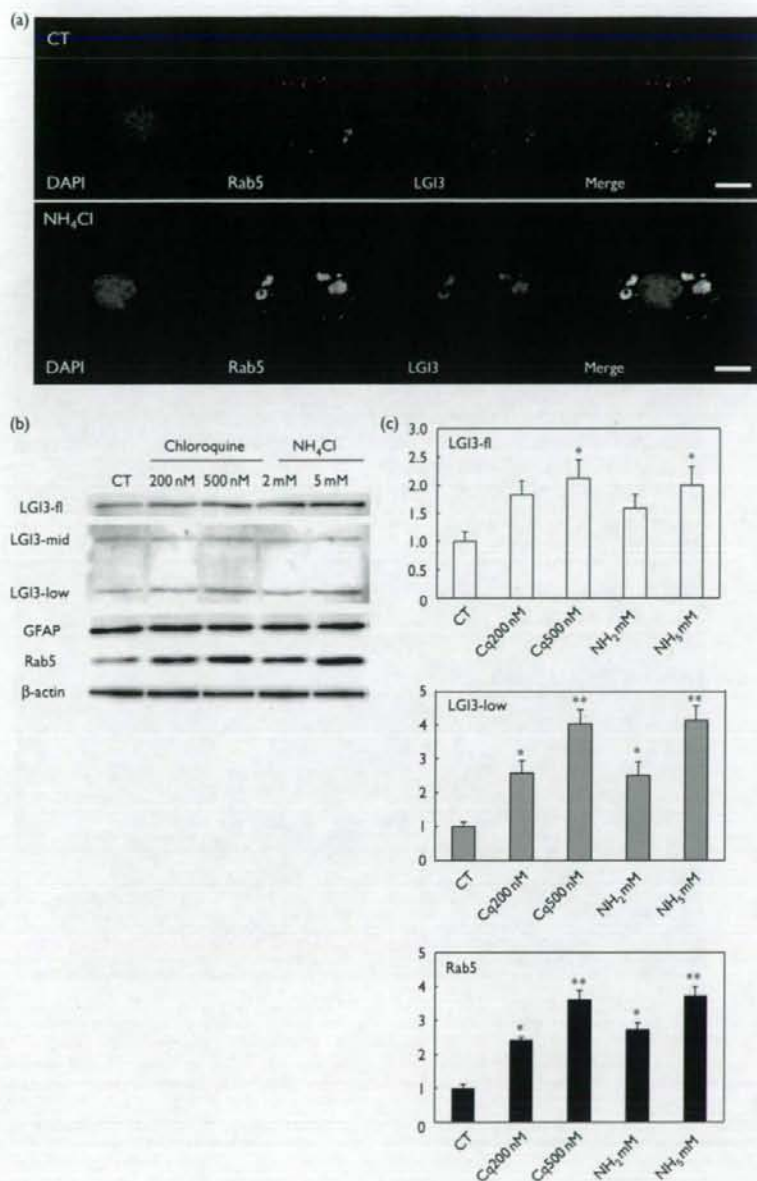 (a)
CT
DAPI Rab5 LGI3 Merge
NH₄Cl
DAPI Rab5 LGI3 Merge
(b)
Chloroquine NH₄Cl
CT 200 nM 500 nM 2 mM 5 mM
LGI3-fl
LGI3-mid
LGI3-low
GFAP
Rab5
β-actin
(c)
LGI3-fl
3.0
2.5
2.0
1.5
1.0
0.5
0
* *
CT Cq200 nM Cq500 nM NH₂ mM NH₅ mM
LGI3-low
5
4
3
2
1
0
* ** * **
CT Cq200 nM Cq500 nM NH₂ mM NH₅ mM
Rab5
5
4
3
2
1
0
* ** * **
CT Cq200 nM Cq500 nM NH₂ mM NH₅ mM